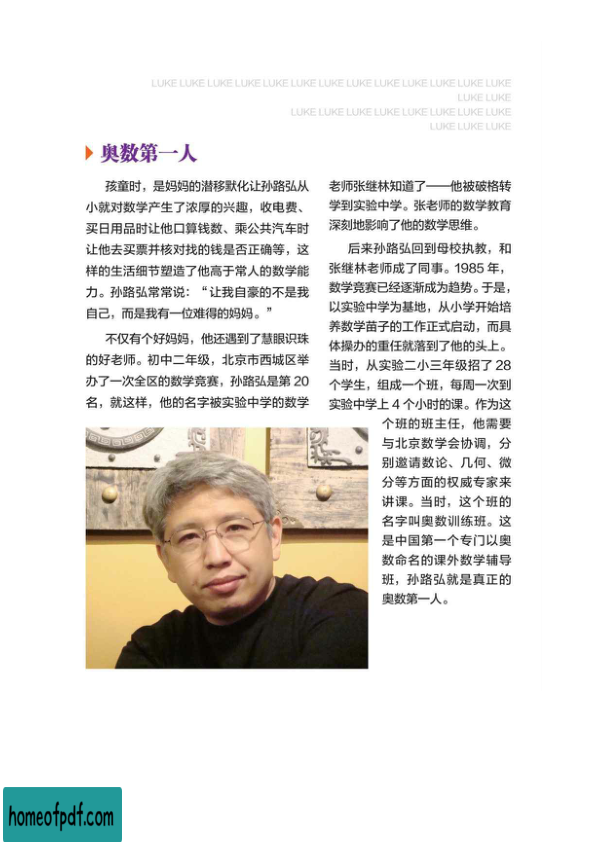 LUKE LUKE LUKE LUKE LUKE LUKE LUKE LUKE LUKE LUKE LUKE LUKE LUKE
LUKE LUKE
LUKE LUKE LUKE LUKE LUKE LUKE LUKE LUKE
LUKE LUKE LUKE
奥数第一人
孩童时，是妈妈的潜移默化让孙路弘从
小就对数学产生了浓厚的兴趣，收电费、
买日用品时让他口算钱数、乘公共汽车时
让他去买票并核对找的钱是否正确等，这
样的生活细节塑造了他高于常人的数学能
力。孙路弘常常说：“让我自豪的不是我
自己，而是我有一位难得的妈妈。”
不仅有个好妈妈，他还遇到了慧眼识珠
的好老师。初中二年级，北京市西城区举
办了一次全区的数学竞赛，孙路弘是第 20
名，就这样，他的名字被实验中学的数学
老师张继林知道了——他被破格转
学到实验中学。张老师的数学教育
深刻地影响了他的数学思维。
后来孙路弘回到母校执教，和
张继林老师成了同事。1985 年，
数学竞赛已经逐渐成为趋势。于是，
以实验中学为基地，从小学开始培
养数学苗子的工作正式启动，而具
体操办的重任就落到了他的头上。
当时，从实验二小三年级招了 28
个学生，组成一个班，每周一次到
实验中学上 4 个小时的课。作为这
个班的班主任，他需要
与北京数学会协调，分
别邀请数论、几何、微
分等方面的权威专家来
讲课。当时，这个班的
名字叫奥数训练班。这
是中国第一个专门以奥
数命名的课外数学辅导
班，孙路弘就是真正的
奥数第一人。
homeofpdf.com